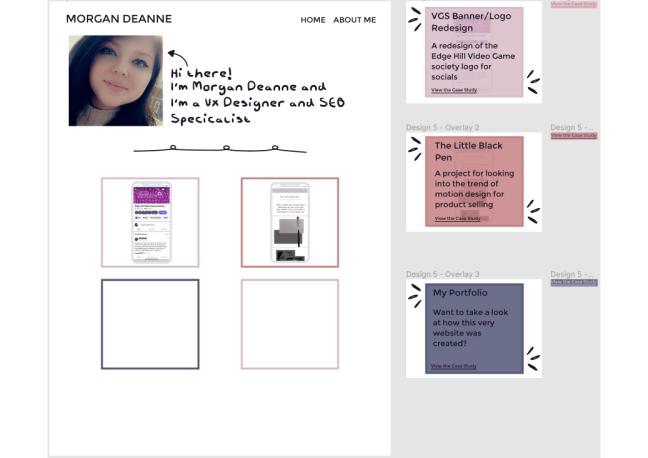 MORGAN DEANNE
HOME ABOUT ME
Hi there!
I'm Morgan Deanne and
I'm a UX Designer and SEO
Specicalist
VGS Banner/Logo
Redesign
A redesign of the
Edge Hill Video Game
society logo for
socials
View the Case Study
View the Case Study
Design 5 - Overlay 2
The Little Black
Pen
A project for looking
into the trend of
motion design for
product selling
View the Case Study
Design 5 -...
View the Case Study
Design 5 - Overlay 3
My Portfolio
Want to take a look
at how this very
website was
created?
View the Case Study
Design 5 -...
View the Case Study